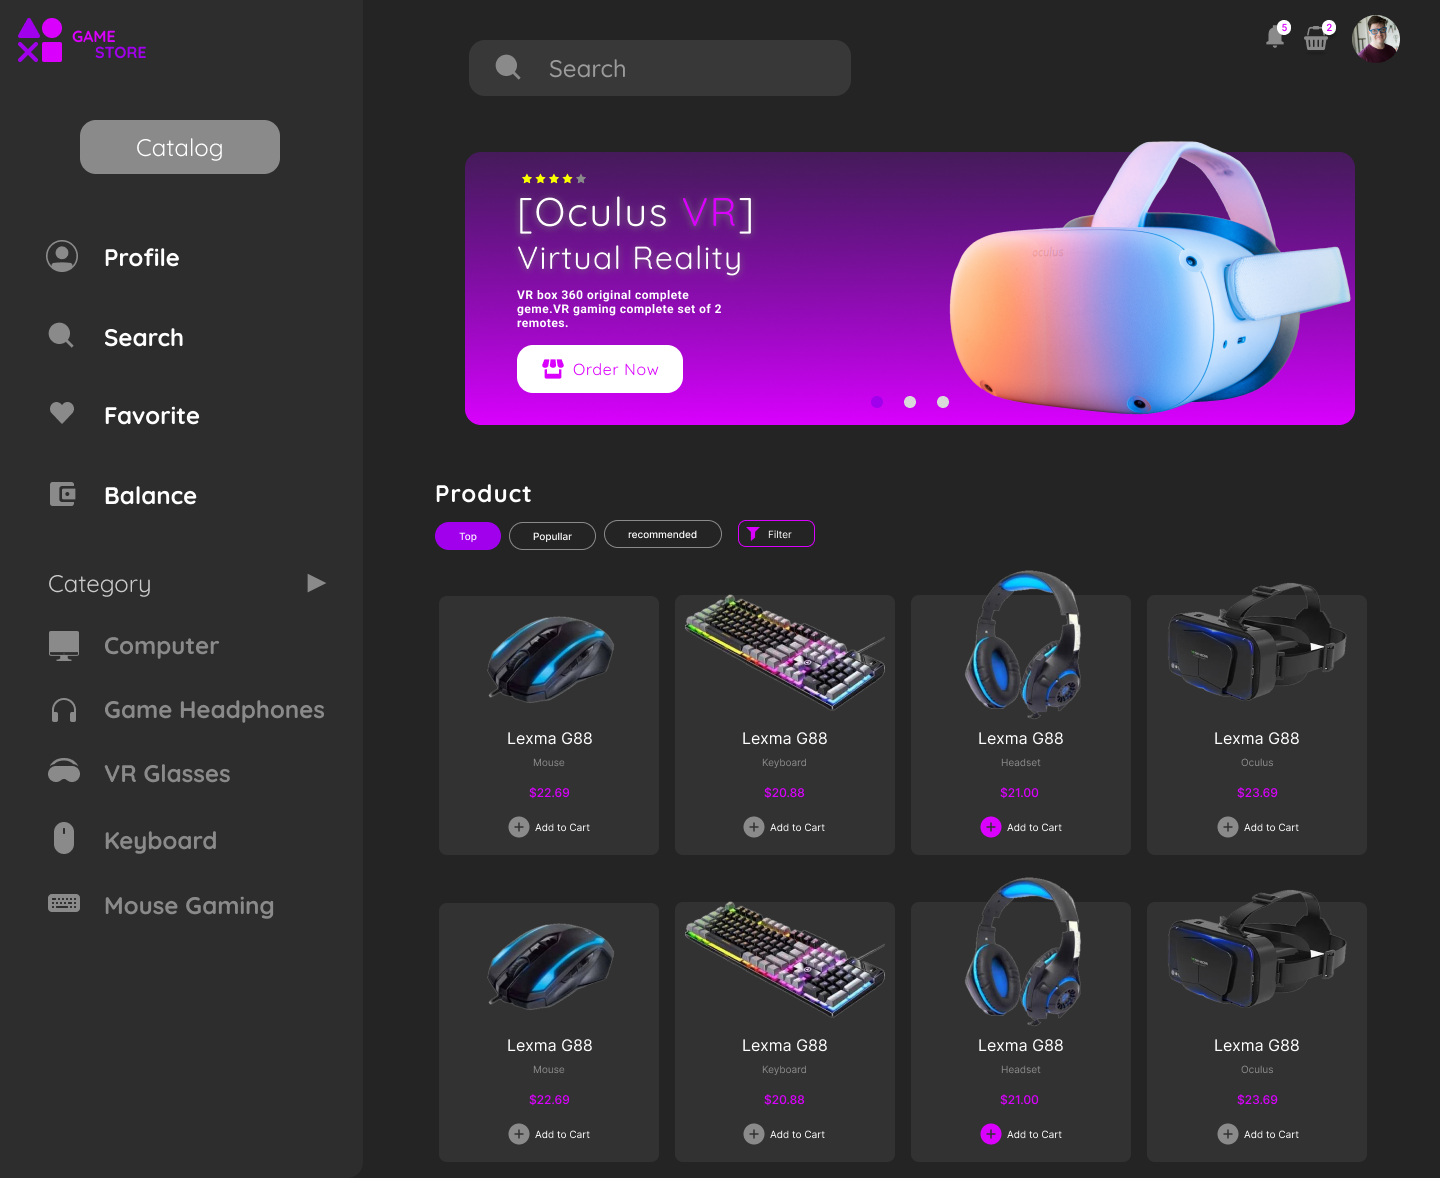 GAME
STORE
5
2
Search
Catalog
Profile
Search
Favorite
Balance
Category
Computer
Game Headphones
VR Glasses
Keyboard
Mouse Gaming
[Oculus VR]
Virtual Reality
VR box 360 original complete
geme.VR gaming complete set of 2
remotes.
Order Now
oculus
Product
Top
Popullar
recommended
Filter
Lexma G88
Mouse
$22.69
Add to Cart
Lexma G88
Keyboard
$20.88
Add to Cart
Lexma G88
Headset
$21.00
Add to Cart
Lexma G88
Oculus
$23.69
Add to Cart
Lexma G88
Mouse
$22.69
Add to Cart
Lexma G88
Keyboard
$20.88
Add to Cart
Lexma G88
Headset
$21.00
Add to Cart
Lexma G88
Oculus
$23.69
Add to Cart